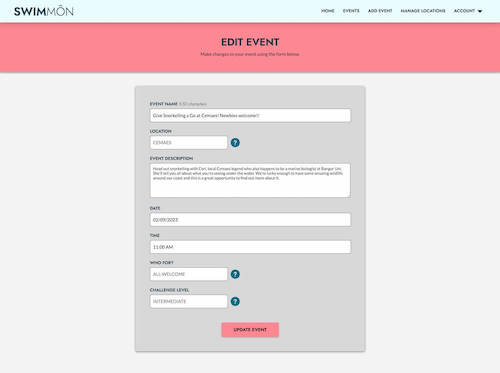 SWIMMÔN
HOME EVENTS ADD EVENT MANAGE LOCATIONS ACCOUNT
EDIT EVENT
Make changes to your event using the form below.
EVENT NAME 5-50 characters
Give Snorkelling a Go at Cemaes! Newbies welcome!!
LOCATION
CEMAES
?
EVENT DESCRIPTION
Head out snorkelling with Ceri, local Cemaes legend who also happens to be a marine biologist at Bangor Uni.
She'll tell you all about what you're seeing under the water. We're lucky enough to have some amazing wildlife
around our coast and this is a great opportunity to find out more about it.
DATE
02/09/2023
TIME
11:00 AM
WHO FOR?
ALL WELCOME
?
CHALLENGE LEVEL
INTERMEDIATE
?
UPDATE EVENT